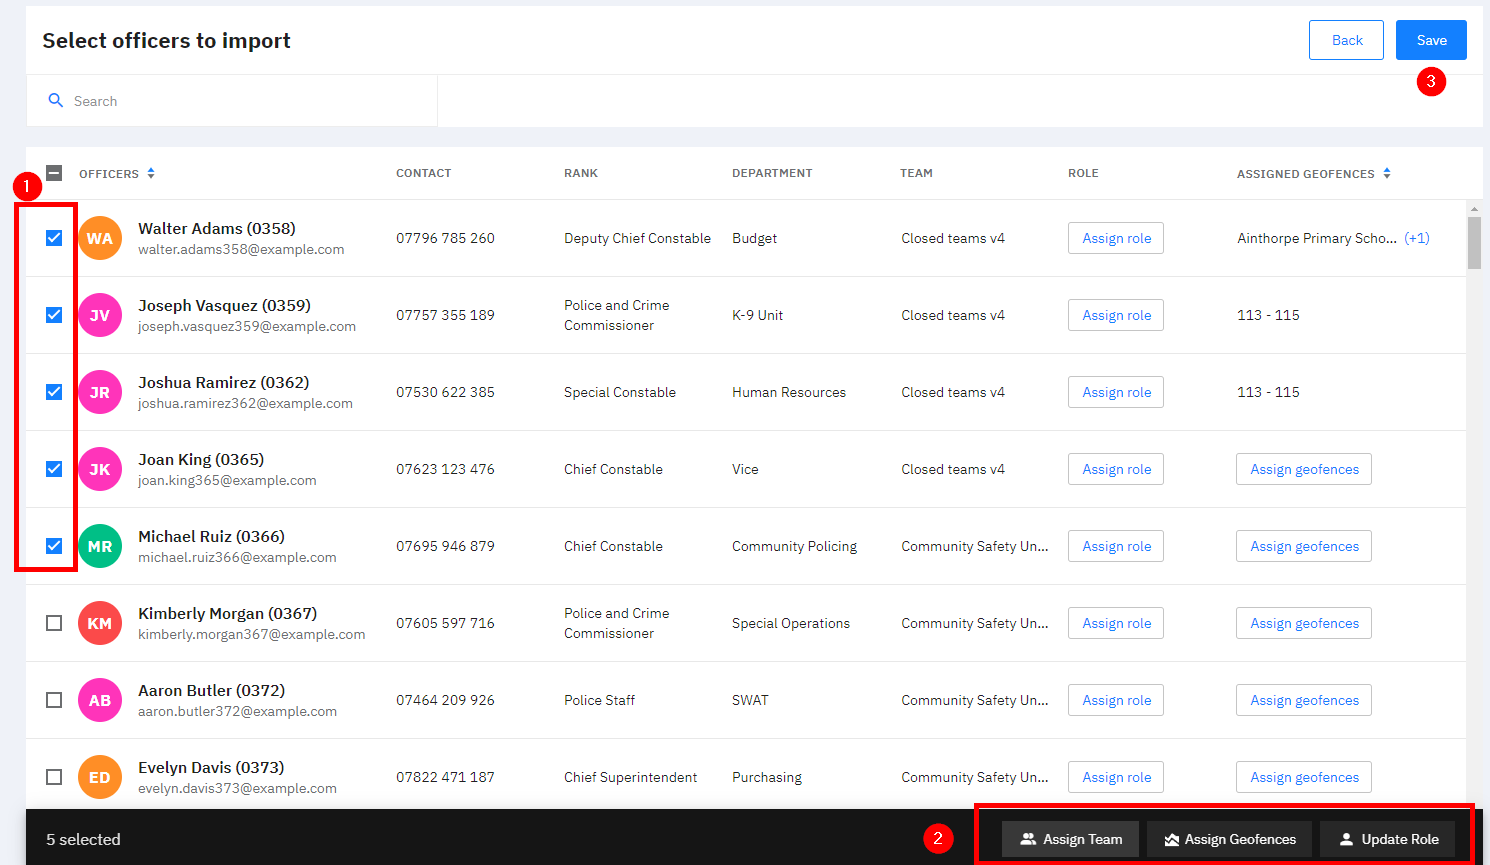 Select officers to import
Back
Save
3
Search
1
OFFICERS CONTACT RANK DEPARTMENT TEAM ROLE ASSIGNED GEOFENCES
WA
Walter Adams (0358)
walter.adams358@example.com
07796 785 260
Deputy Chief Constable
Budget
Closed teams v4
Assign role
Ainthorpe Primary Scho... (+1)
JV
Joseph Vasquez (0359)
joseph.vasquez359@example.com
07757 355 189
Police and Crime
Commissioner
K-9 Unit
Closed teams v4
Assign role
113 - 115
JR
Joshua Ramirez (0362)
joshua.ramirez362@example.com
07530 622 385
Special Constable
Human Resources
Closed teams v4
Assign role
113 - 115
JK
Joan King (0365)
joan.king365@example.com
07623 123 476
Chief Constable
Vice
Closed teams v4
Assign role
Assign geofences
MR
Michael Ruiz (0366)
michael.ruiz366@example.com
07695 946 879
Chief Constable
Community Policing
Community Safety Un...
Assign role
Assign geofences
KM
Kimberly Morgan (0367)
kimberly.morgan367@example.com
07605 597 716
Police and Crime
Commissioner
Special Operations
Community Safety Un...
Assign role
Assign geofences
AB
Aaron Butler (0372)
aaron.butler372@example.com
07464 209 926
Police Staff
SWAT
Community Safety Un...
Assign role
Assign geofences
ED
Evelyn Davis (0373)
evelyn.davis373@example.com
07822 471 187
Chief Superintendent
Purchasing
Community Safety Un...
Assign role
Assign geofences
5 selected
2
Assign Team
Assign Geofences
Update Role